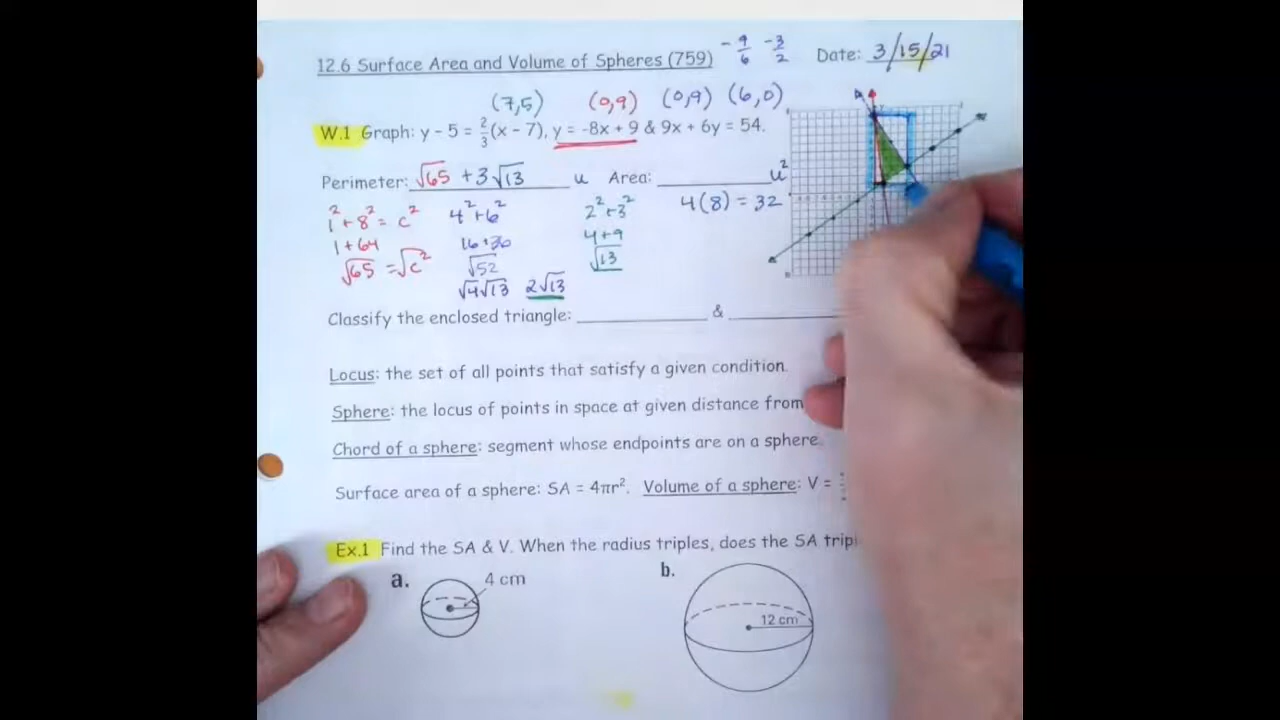 12.6 Surface Area and Volume of Spheres (759) -9/6 -3/2 Date: 3/15/21
(7,5) (0,9) (0,9) (6,0)
W.1 Graph: y - 5 = 2/3(x - 7), y = -8x + 9 & 9x + 6y = 54.
Perimeter: √65 + 3√13 u Area: ________ u²
1² + 8² = c² 4² + 6² 2² + 3² 4(8) = 32
1 + 64 16 + 36 4 + 9
√65 = √c² √52 √13
√4√13 2√13
Classify the enclosed triangle: ________ & ________
Locus: the set of all points that satisfy a given condition.
Sphere: the locus of points in space at given distance from
Chord of a sphere: segment whose endpoints are on a sphere.
Surface area of a sphere: SA = 4πr². Volume of a sphere: V =
Ex.1 Find the SA & V. When the radius triples, does the SA tripl
a. 4 cm b.
12 cm